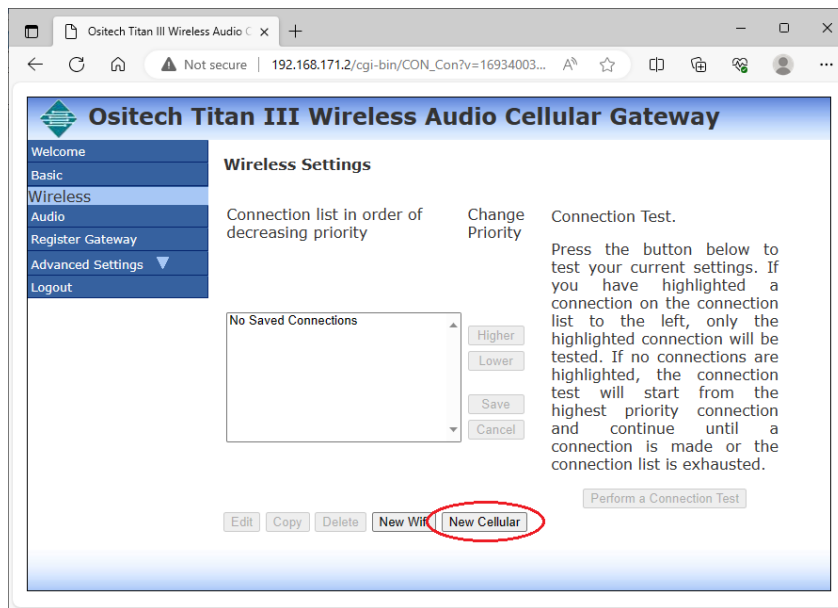 Ositech Titan III Wireless Audio C
Not secure
192.168.171.2/cgi-bin/CON_Con?v=16934003...
Ositech Titan III Wireless Audio Cellular Gateway
Welcome
Basic
Wireless
Audio
Register Gateway
Advanced Settings
Logout
Wireless Settings
Connection list in order of
decreasing priority
Change
Priority
No Saved Connections
Higher
Lower
Save
Cancel
Edit
Copy
Delete
New Wifi
New Cellular
Connection Test.
Press the button below to
test your current settings. If
you have highlighted a
connection on the connection
list to the left, only the
highlighted connection will be
tested. If no connections are
highlighted, the connection
test will start from the
highest priority connection
and continue until a
connection is made or the
connection list is exhausted.
Perform a Connection Test